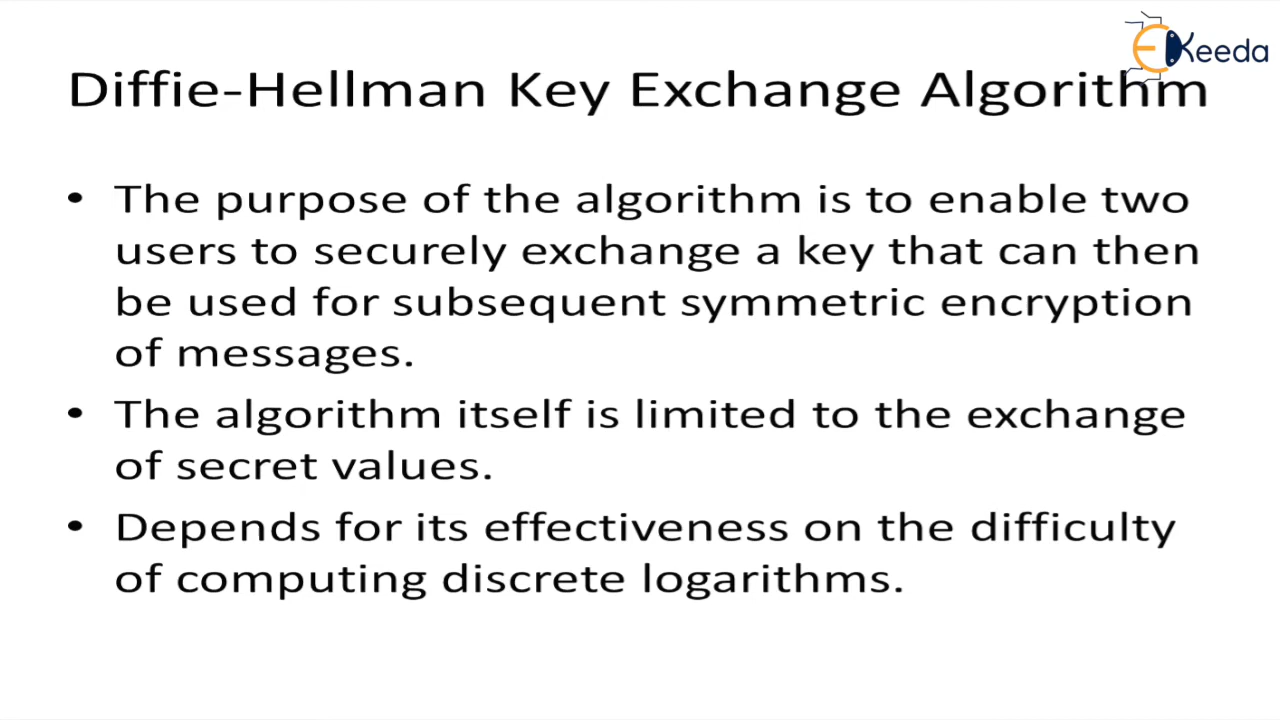 EKeeda
Diffie-Hellman Key Exchange Algorithm
• The purpose of the algorithm is to enable two
users to securely exchange a key that can then
be used for subsequent symmetric encryption
of messages.
• The algorithm itself is limited to the exchange
of secret values.
• Depends for its effectiveness on the difficulty
of computing discrete logarithms.